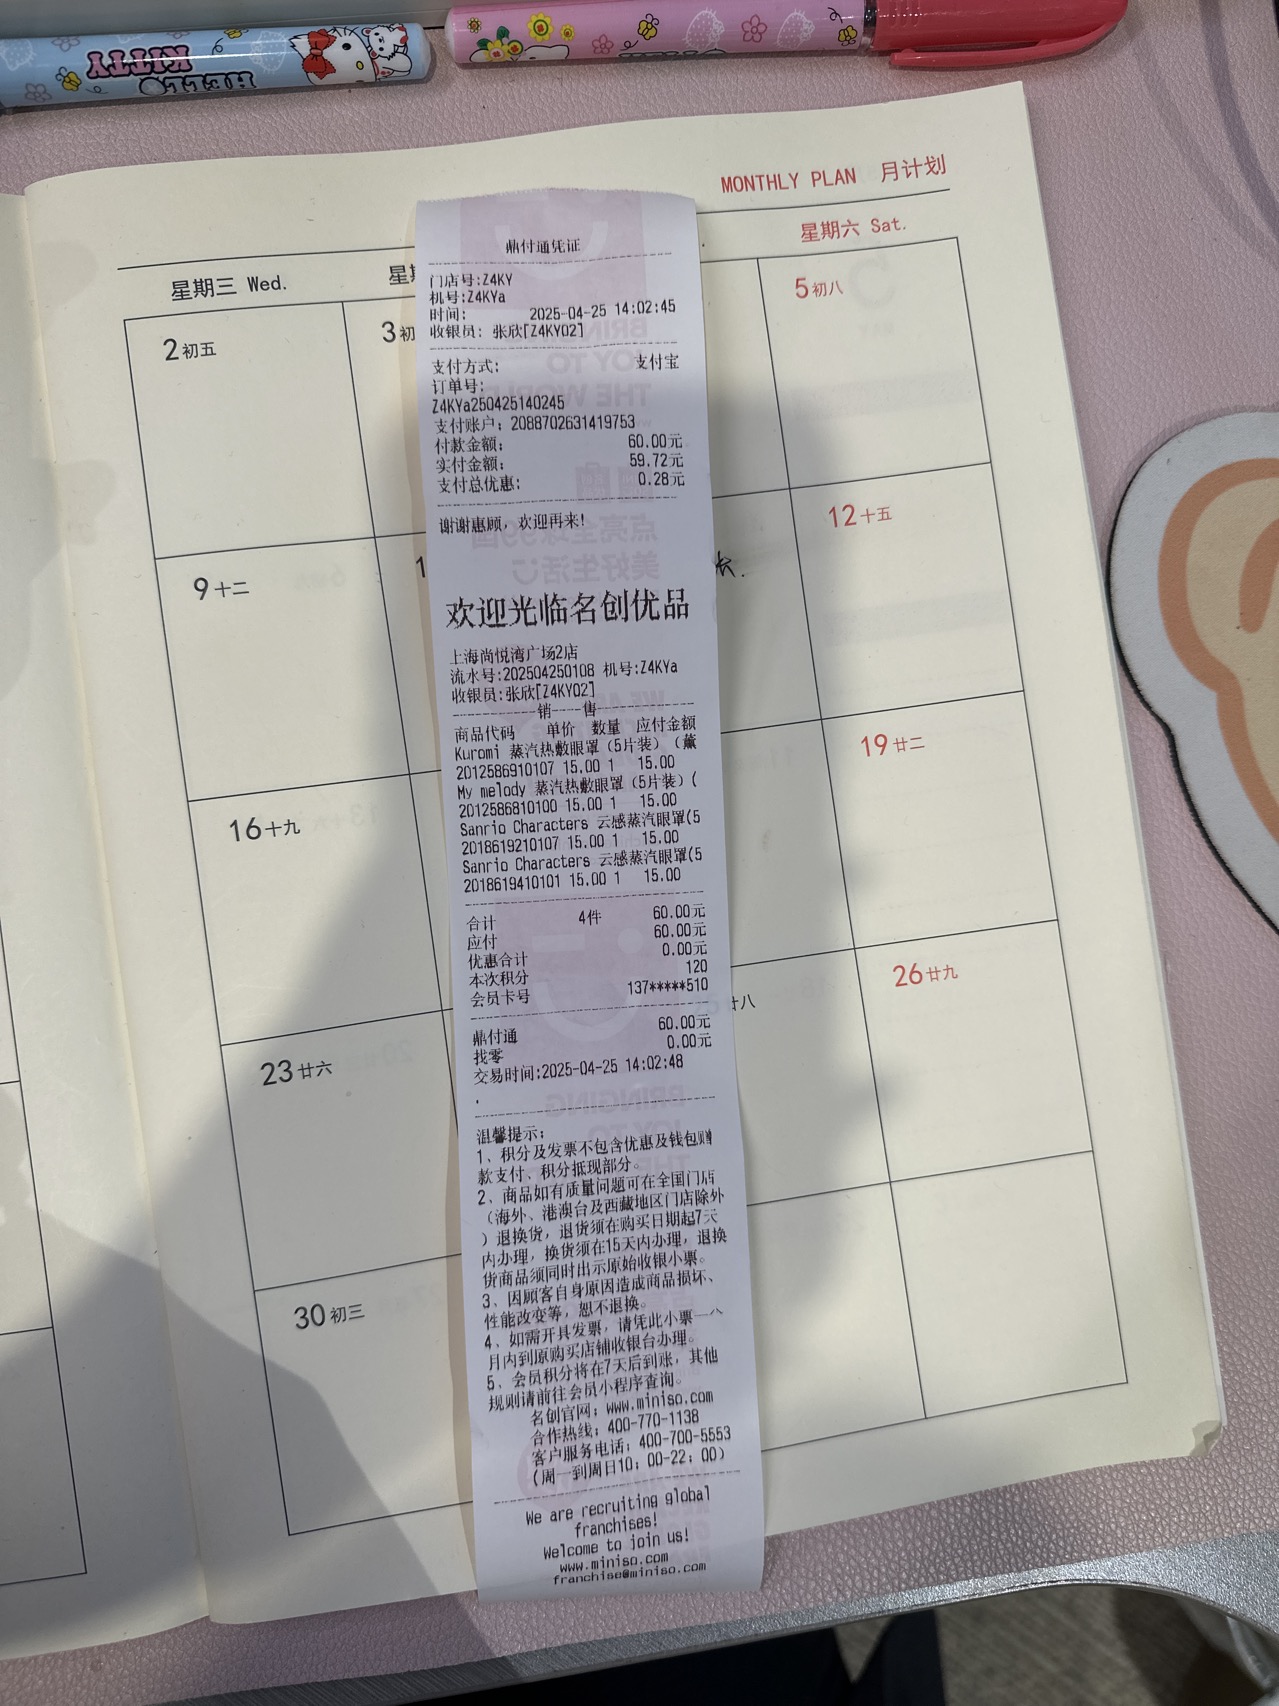 HELLO
KITTY
MONTHLY PLAN 月计划
星期三 Wed.
星期六 Sat.
2初五
3初
5初八
9十二
12十五
16十九
19廿二
23廿六
廿八
26廿九
30初三
鼎付通凭证
门店号:Z4KY
机号:Z4KYa
时间: 2025-04-25 14:02:45
收银员: 张欣[Z4KY02]
支付方式: 支付宝
订单号:
Z4KYa250425140245
支付账户: 2088702631419753
付款金额: 60.00元
实付金额: 59.72元
支付总优惠: 0.28元
谢谢惠顾, 欢迎再来!
欢迎光临名创优品
上海尚悦湾广场2店
流水号:202504250108 机号:Z4KYa
收银员:张欣[Z4KY02]
销----售
商品代码 单价 数量 应付金额
Kuromi 蒸汽热敷眼罩 (5片装) (薰
2012586910107 15.00 1 15.00
My melody 蒸汽热敷眼罩 (5片装) (
2012586810100 15.00 1 15.00
Sanrio Characters 云感蒸汽眼罩(5
2018619210107 15.00 1 15.00
Sanrio Characters 云感蒸汽眼罩(5
2018619410101 15.00 1 15.00
合计 4件 60.00元
应付 60.00元
优惠合计 0.00元
本次积分 120
会员卡号 137*****510
鼎付通 60.00元
找零 0.00元
交易时间:2025-04-25 14:02:48
温馨提示:
1、积分及发票不包含优惠及钱包赠
款支付、积分抵现部分。
2、商品如有质量问题可在全国门店
(海外、港澳台及西藏地区门店除外
) 退换货, 退货须在购买日期起7天
内办理, 换货须在15天内办理, 退换
货商品须同时出示原始收银小票。
3、因顾客自身原因造成商品损坏、
性能改变等, 恕不退换。
4、如需开具发票, 请凭此小票一个
月内到原购买店铺收银台办理。
5、会员积分将在7天后到账, 其他
规则请前往会员小程序查询。
名创官网: www.miniso.com
合作热线: 400-770-1138
客户服务电话: 400-700-5553
(周一到周日10: 00-22: 00)
We are recruiting global
franchises!
Welcome to join us!
www.miniso.com
franchise@miniso.com